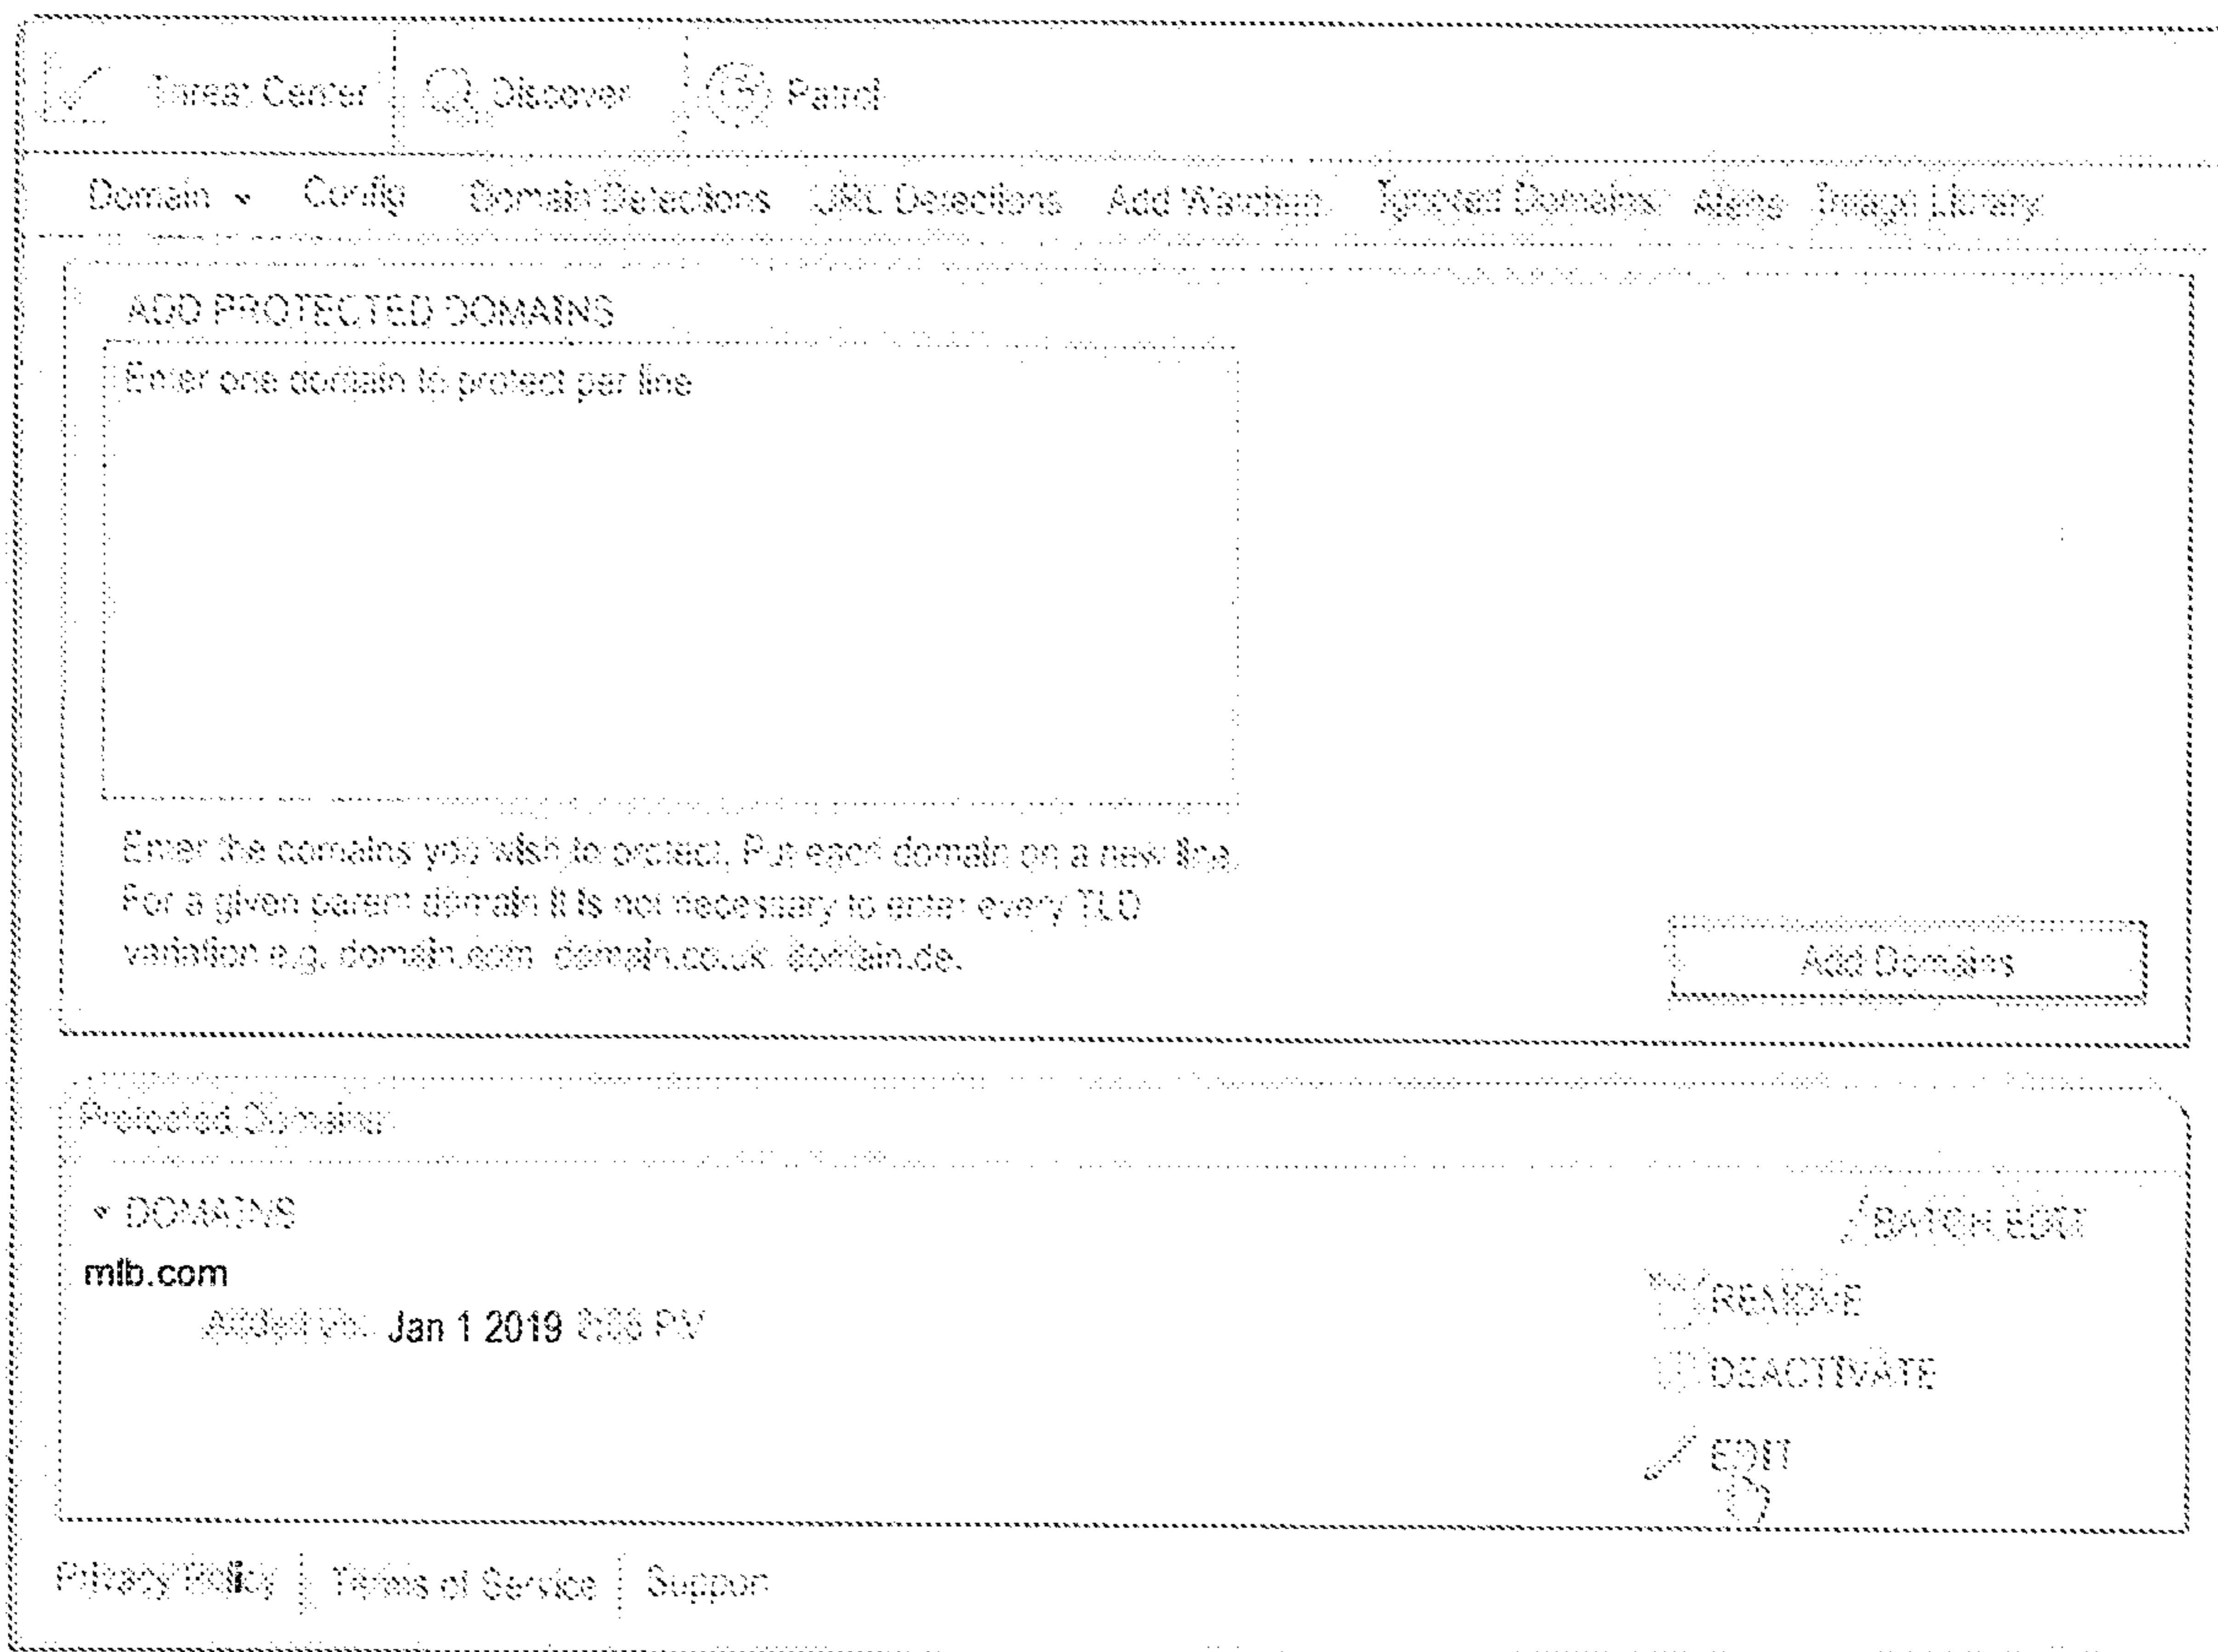 Threat Center Discover Patrol
Domain Config Domain Detections URL Detections Add Watchlist Ignored Domains Alerts Image Library
ADD PROTECTED DOMAINS
Enter one domain to protect per line
Enter the domains you wish to protect. Put each domain on a new line.
For a given parent domain it is not necessary to enter every TLD
variation e.g. domain.com domain.co.uk domain.de.
Add Domains
Protected Domains
DOMAINS
BATCH EDIT
mlb.com
REMOVE
Jan 1 2019 PM
DEACTIVATE
EDIT
Privacy Policy Terms of Service Support